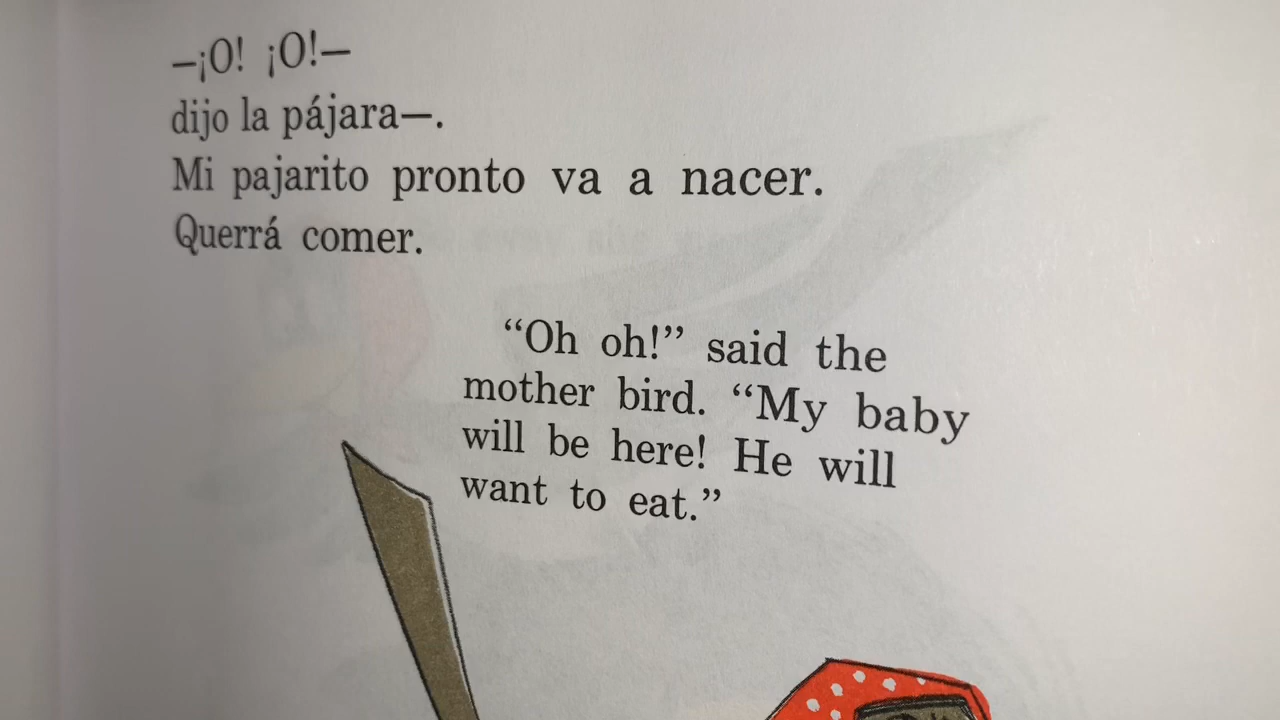 —¡O! ¡O!—
dijo la pájara—.
Mi pajarito pronto va a nacer.
Querrá comer.
“Oh oh!” said the
mother bird. “My baby
will be here! He will
want to eat.”